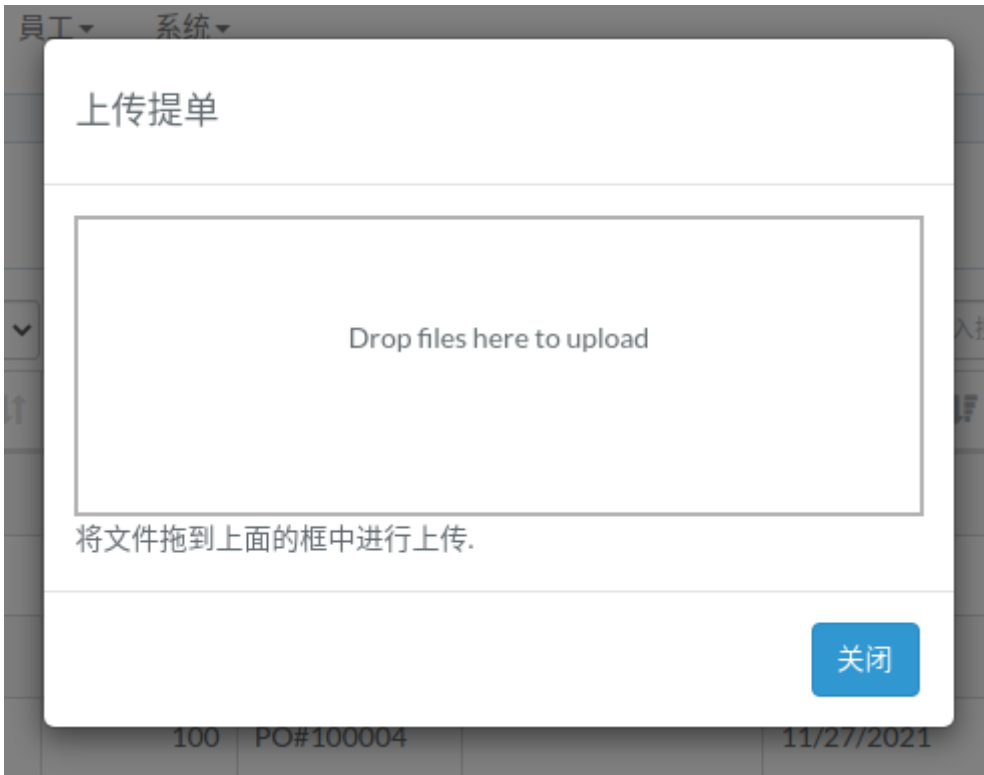 員工
系统
上传提单
Drop files here to upload
将文件拖到上面的框中进行上传.
关闭
100 PO#100004 11/27/2021